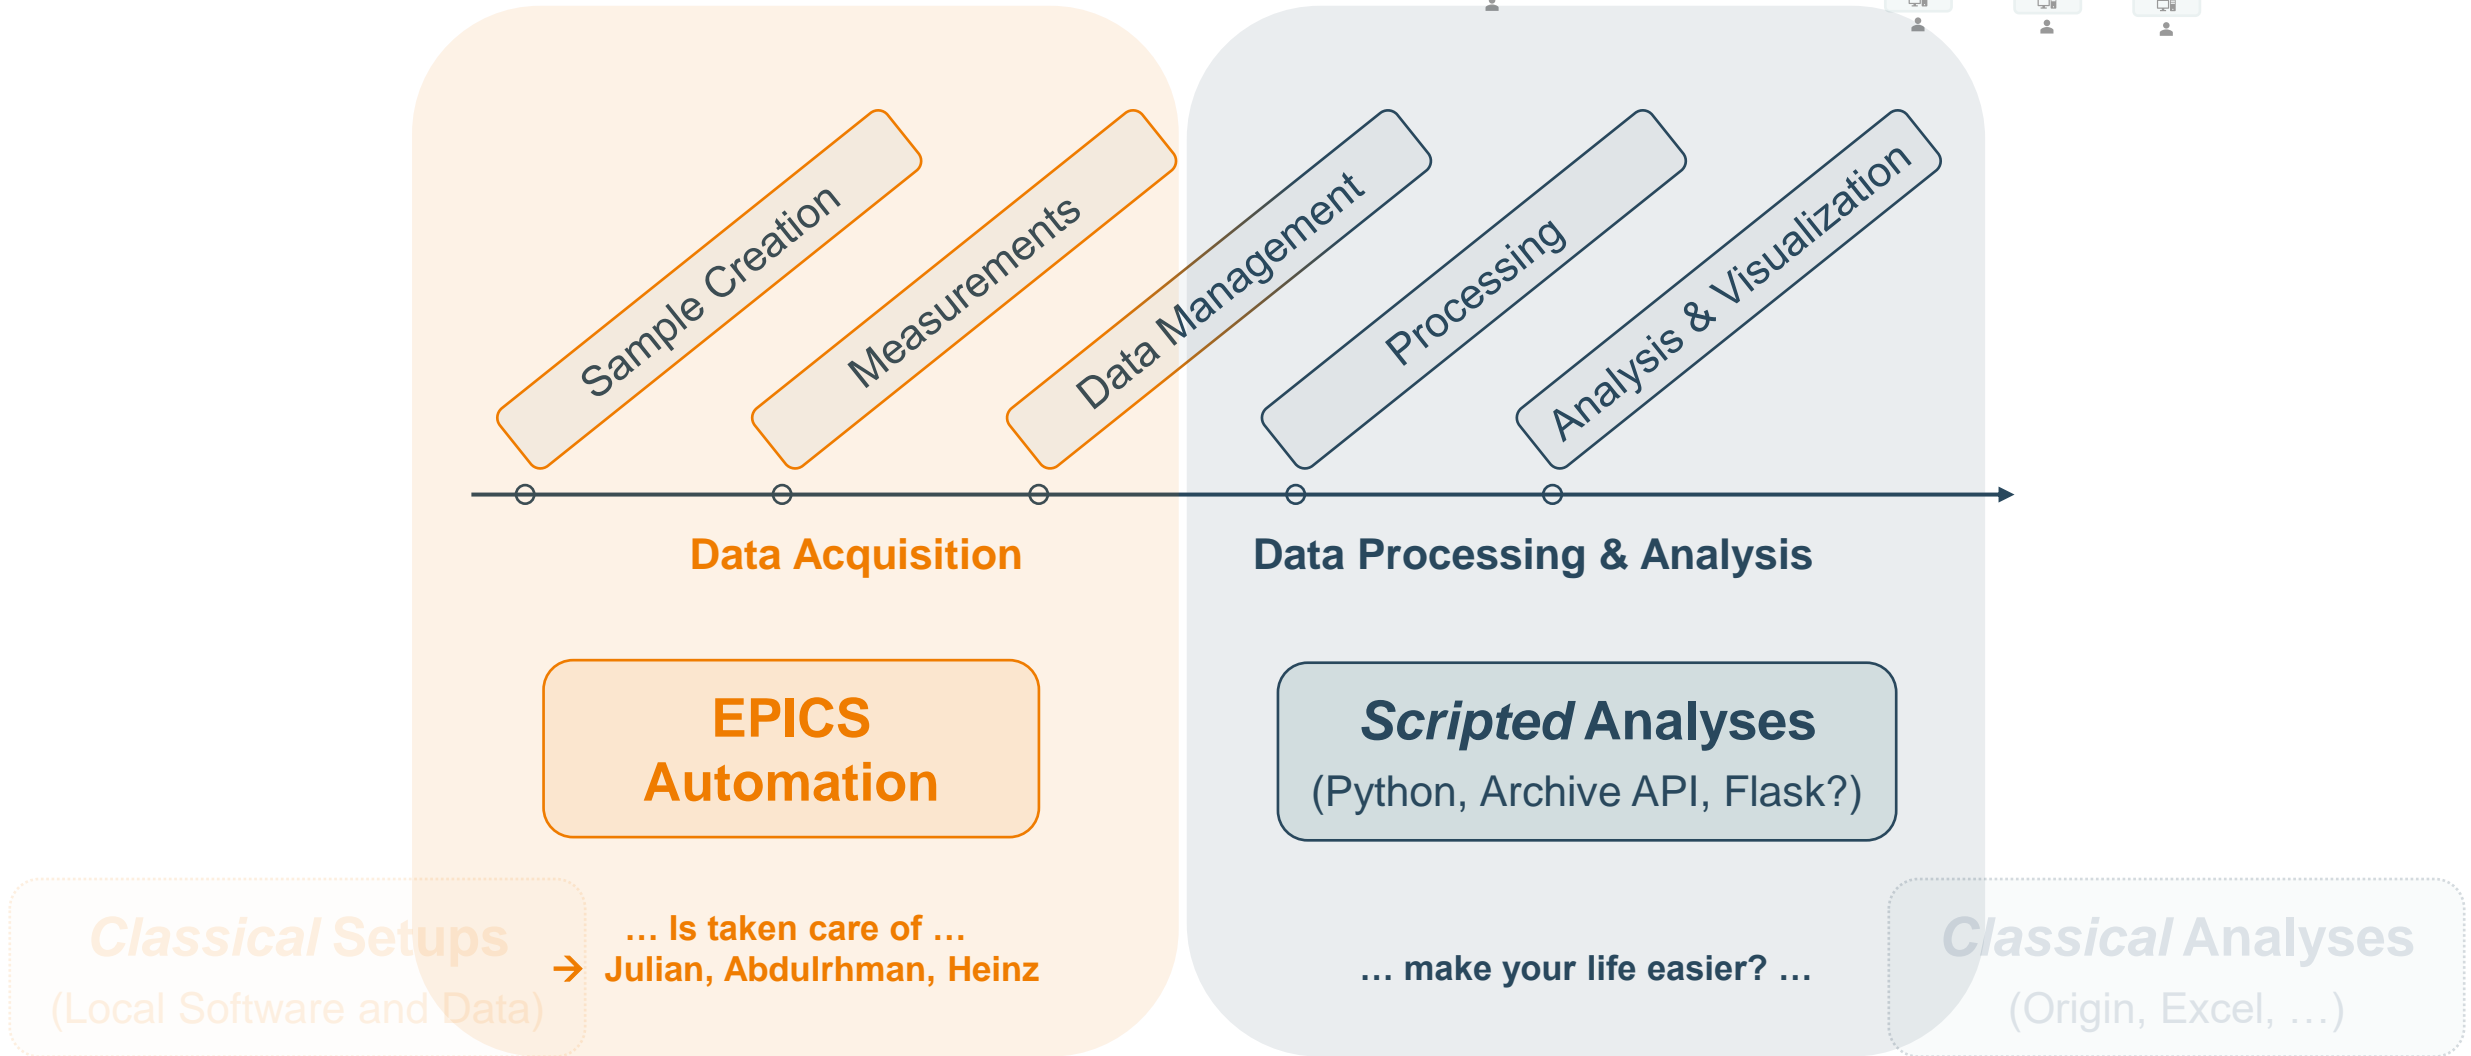 Sample Creation
Measurements
Data Management
Processing
Analysis & Visualization
Data Acquisition
Data Processing & Analysis
EPICS
Automation
Scripted Analyses
(Python, Archive API, Flask?)
Classical Setups
(Local Software and Data)
… Is taken care of …
→ Julian, Abdulrhman, Heinz
… make your life easier? …
Classical Analyses
(Origin, Excel, …)